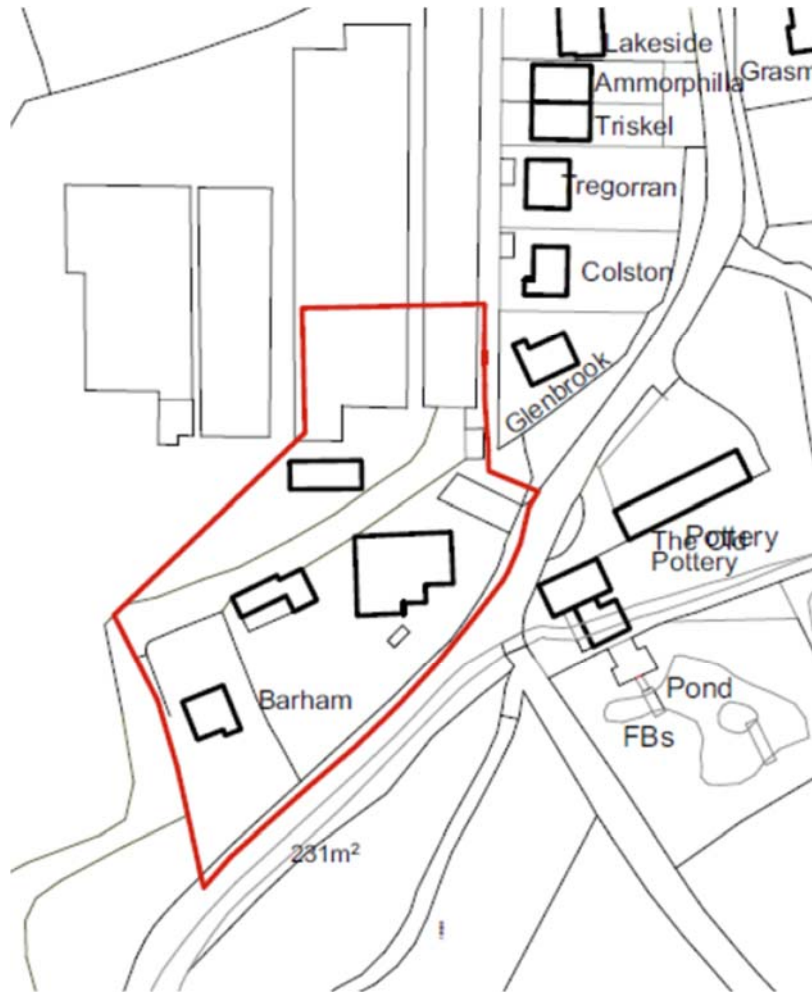 Lakeside
Ammorphilla
Grasm
Triskel
Tregorran
Colston
Glenbrook
The Old
Pottery
Pottery
Barham
Pond
FBs
231m²